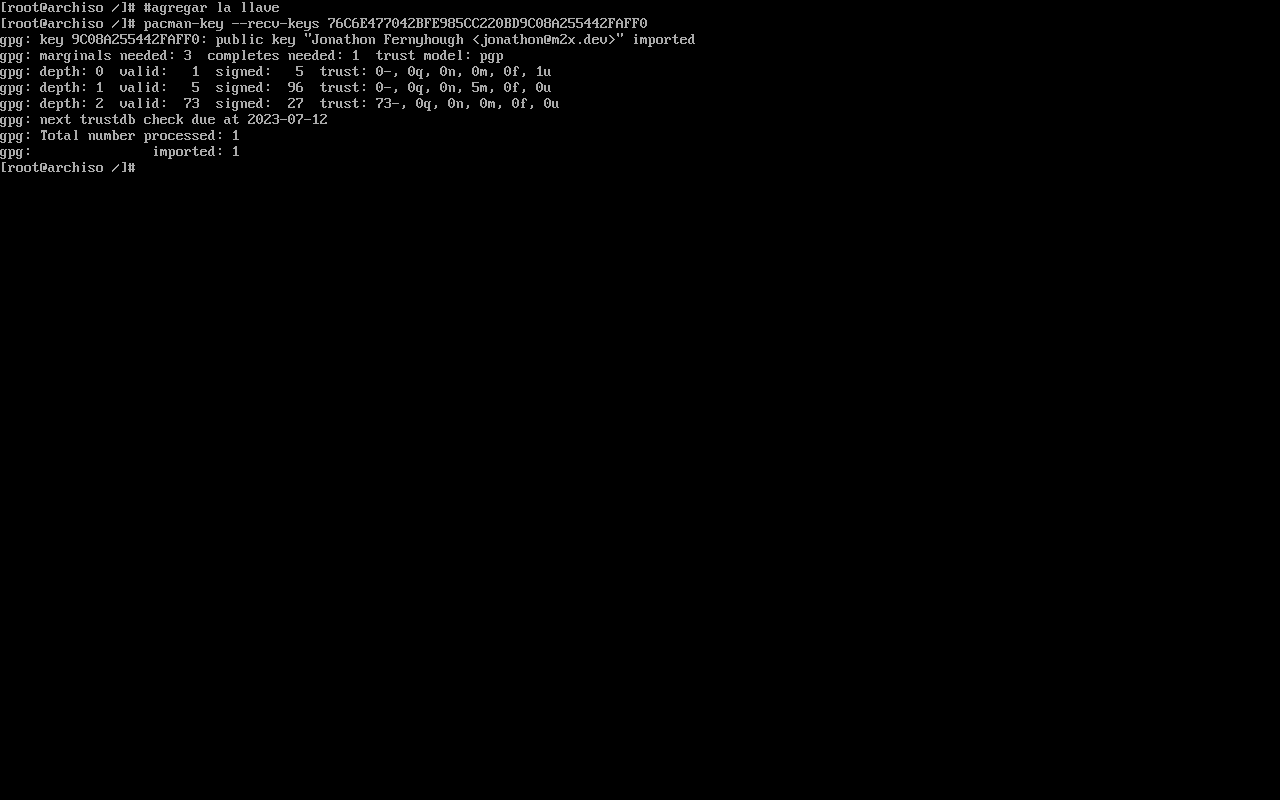 [root@archiso /]# #agregar la llave
[root@archiso /]# pacman-key --recv-keys 76C6E477042BFE985CC220BD9C08A255442FAFF0
gpg: key 9C08A255442FAFF0: public key "Jonathon Fernyhough <jonathon@m2x.dev>" imported
gpg: marginals needed: 3  completes needed: 1  trust model: pgp
gpg: depth: 0  valid:   1  signed:   5  trust: 0-, 0q, 0n, 0m, 0f, 1u
gpg: depth: 1  valid:   5  signed:  96  trust: 0-, 0q, 0n, 5m, 0f, 0u
gpg: depth: 2  valid:  73  signed:  27  trust: 73-, 0q, 0n, 0m, 0f, 0u
gpg: next trustdb check due at 2023-07-12
gpg: Total number processed: 1
gpg:               imported: 1
[root@archiso /]#